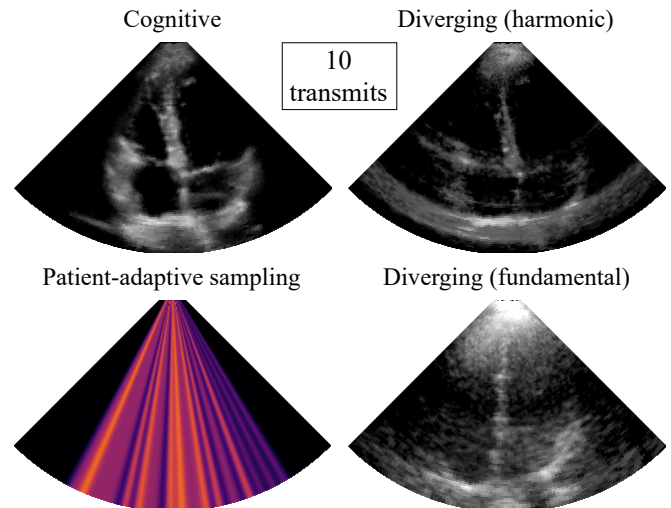 Cognitive
Diverging (harmonic)
10
transmits
Patient-adaptive sampling
Diverging (fundamental)